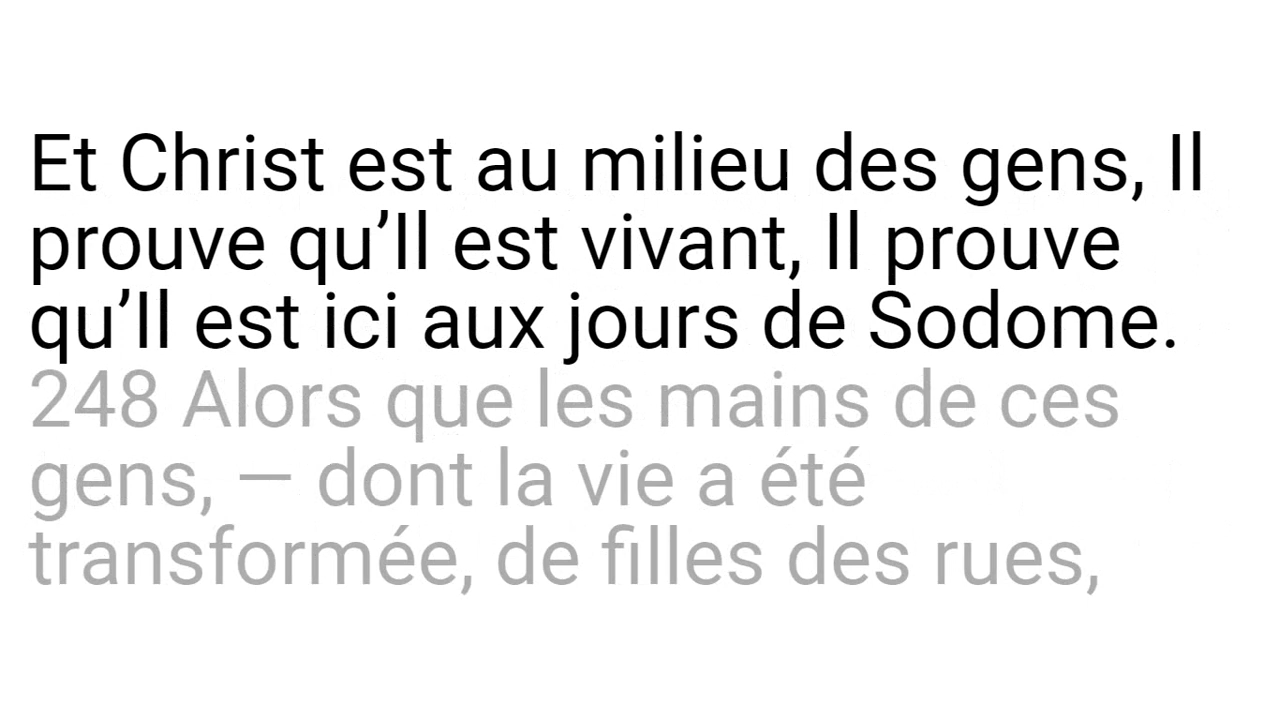 Et Christ est au milieu des gens, Il
prouve qu’Il est vivant, Il prouve
qu’Il est ici aux jours de Sodome.
248 Alors que les mains de ces
gens, — dont la vie a été
transformée, de filles des rues,